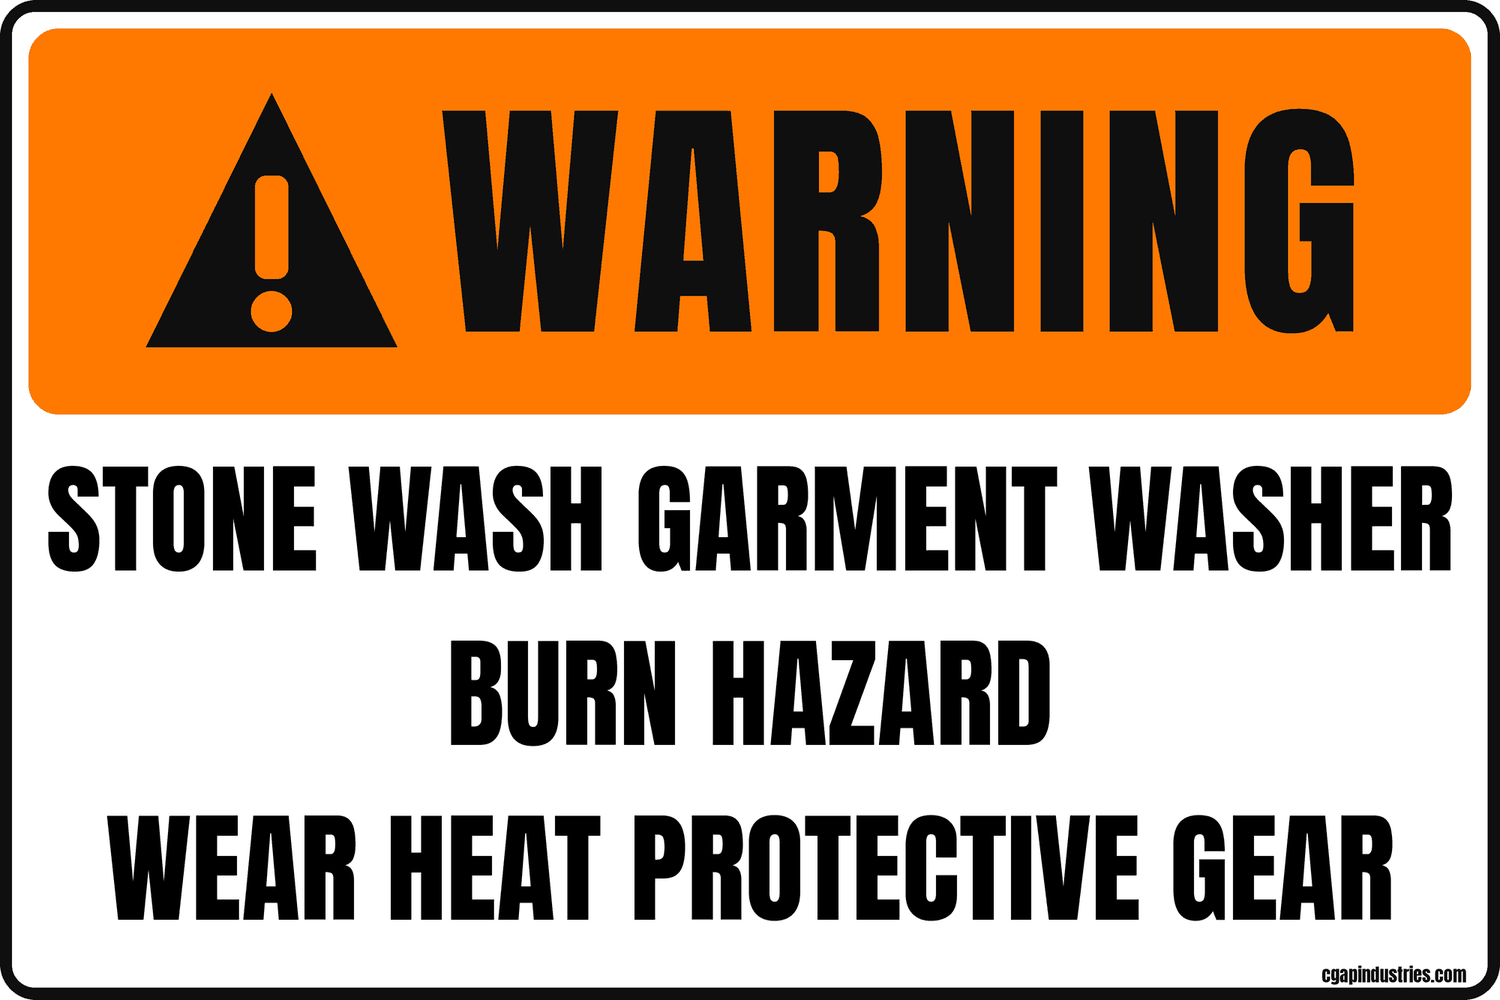 WARNING
STONE WASH GARMENT WASHER
BURN HAZARD
WEAR HEAT PROTECTIVE GEAR
cgapindustries.com